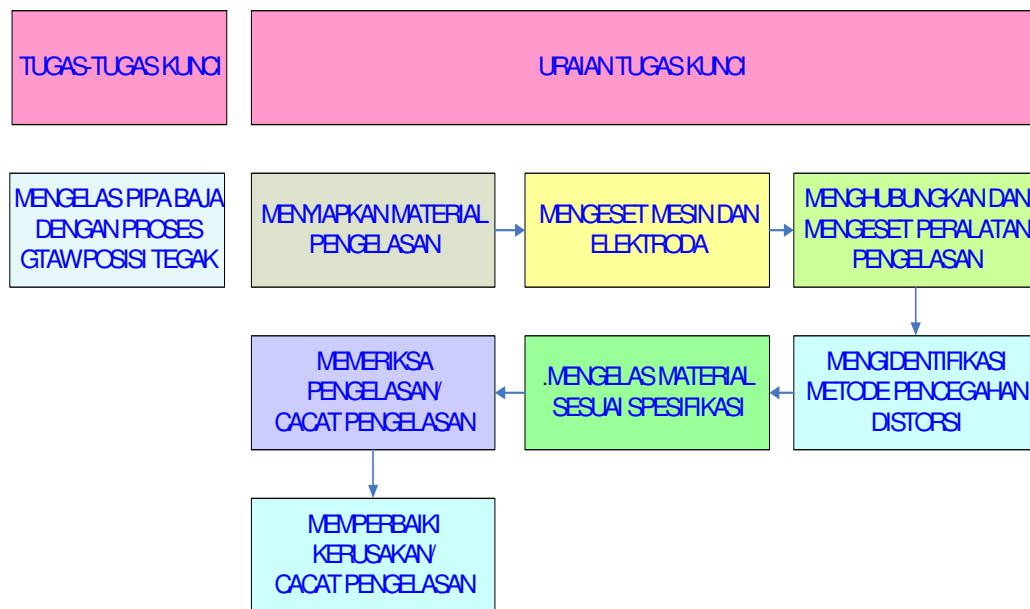 TUGAS-TUGAS KUNCI
URAIAN TUGAS KUNCI
MENGELAS PIPA BAJA
DENGAN PROSES
GTAW POSISI TEGAK
MENYIAPKAN MATERIAL
PENGELASAN
MENGESET MESIN DAN
ELEKTRODA
MENGHUBUNGKAN DAN
MENGESET PERALATAN
PENGELASAN
MENGIDENTIFIKASI
METODE PENCEGAHAN
DISTORSI
.MENGELAS MATERIAL
SESUAI SPESIFIKASI
MEMERIKSA
PENGELASAN/
CACAT PENGELASAN
MEMPERBAIKI
KERUSAKAN/
CACAT PENGELASAN